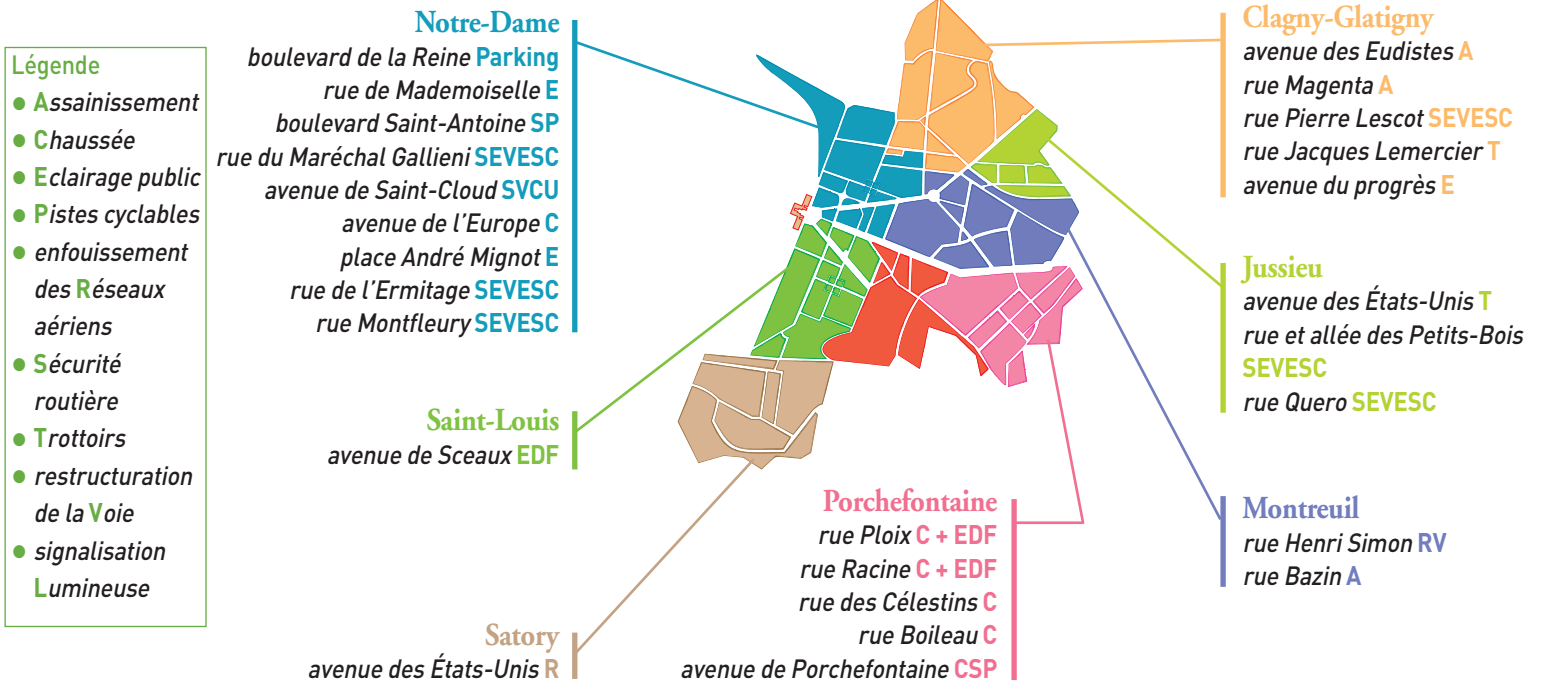 Légende
● Assainissement
● Chaussée
● Eclairage public
● Pistes cyclables
● enfouissement
des Réseaux
aériens
● Sécurité
routière
● Trottoirs
● restructuration
de la Voie
● signalisation
Lumineuse
Notre-Dame
boulevard de la Reine Parking
rue de Mademoiselle E
boulevard Saint-Antoine SP
rue du Maréchal Gallieni SEVESC
avenue de Saint-Cloud SVCU
avenue de l'Europe C
place André Mignot E
rue de l'Ermitage SEVESC
rue Montfleury SEVESC
Saint-Louis
avenue de Sceaux EDF
Satory
avenue des États-Unis R
Porchefontaine
rue Ploix C + EDF
rue Racine C + EDF
rue des Célestins C
rue Boileau C
avenue de Porchefontaine CSP
Clagny-Glatigny
avenue des Eudistes A
rue Magenta A
rue Pierre Lescot SEVESC
rue Jacques Lemercier T
avenue du progrès E
Jussieu
avenue des États-Unis T
rue et allée des Petits-Bois
SEVESC
rue Quero SEVESC
Montreuil
rue Henri Simon RV
rue Bazin A